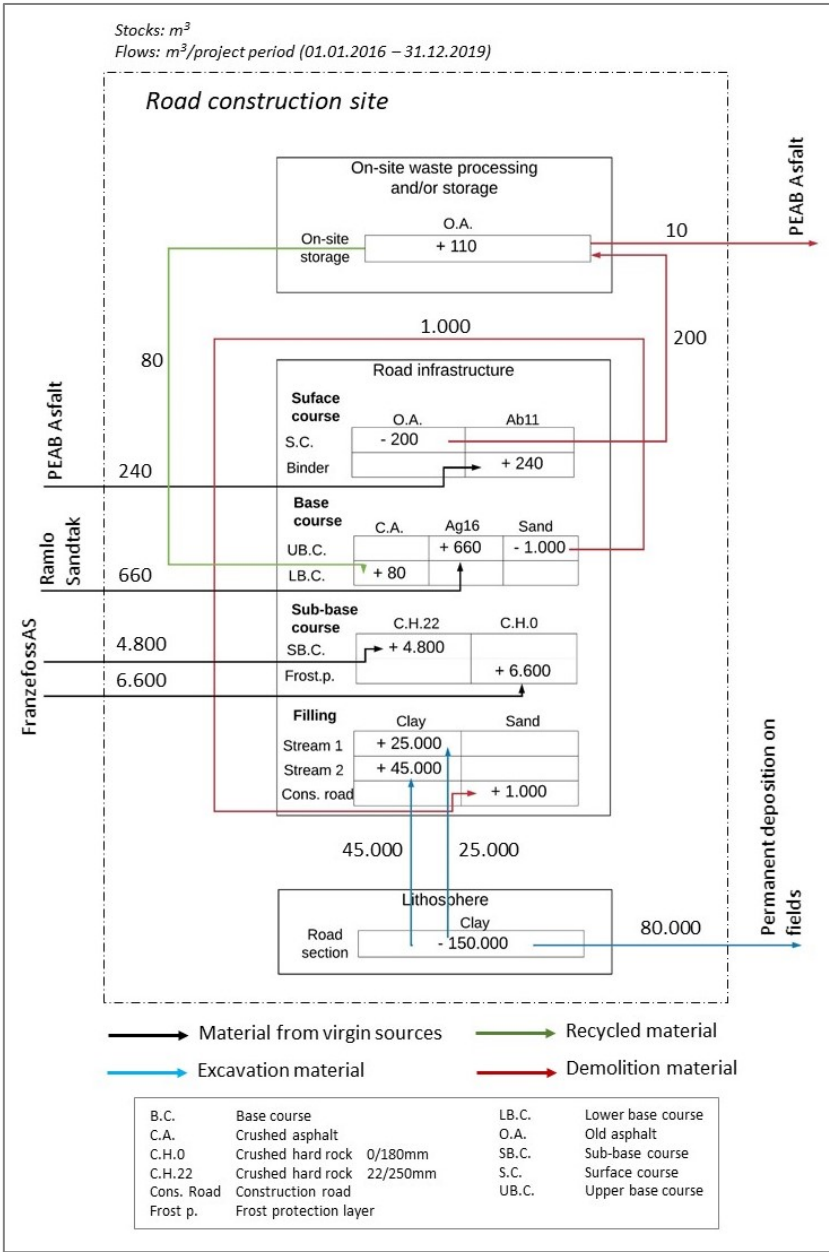 Stocks: m³
Flows: m³/project period (01.01.2016 – 31.12.2019)
Road construction site
On-site waste processing
and/or storage
O.A.
On-site
storage
+ 110
10
PEAB Asfalt
1.000
200
80
Road infrastructure
Suface
course
O.A.
Ab11
S.C.
- 200
Binder
+ 240
PEAB Asfalt
240
Base
course
C.A.
Ag16
Sand
UB.C.
+ 660
- 1.000
LB.C.
+ 80
Ramlo
Sandtak
660
Sub-base
course
C.H.22
C.H.0
SB.C.
+ 4.800
Frost.p.
+ 6.600
Franzefoss AS
4.800
6.600
Filling
Clay
Sand
Stream 1
+ 25.000
Stream 2
+ 45.000
Cons. road
+ 1.000
45.000
25.000
Lithosphere
Clay
Road
section
- 150.000
80.000
Permanent deposition on
fields
Material from virgin sources
Recycled material
Excavation material
Demolition material
B.C. Base course
C.A. Crushed asphalt
C.H.0 Crushed hard rock 0/180mm
C.H.22 Crushed hard rock 22/250mm
Cons. Road Construction road
Frost p. Frost protection layer
LB.C. Lower base course
O.A. Old asphalt
SB.C. Sub-base course
S.C. Surface course
UB.C. Upper base course